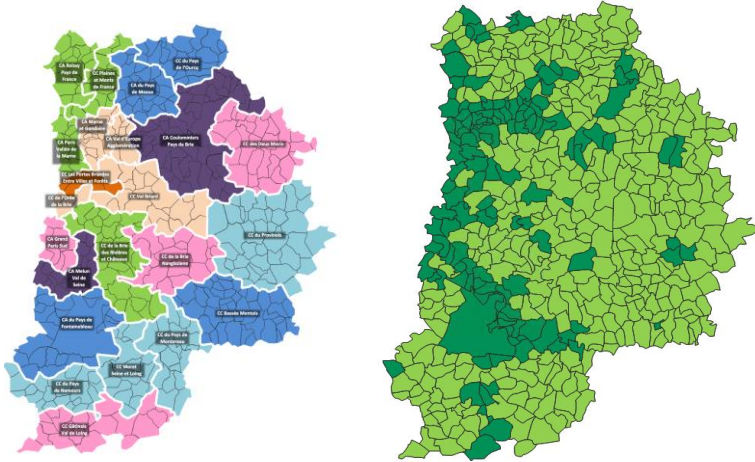 CA Roissy
Pays de
France
CC Plaines
et Monts
de France
CC du Pays
de l'Ourcq
CA du Pays
de Meaux
CA Marne
et Gondoire
CA Val d'Europe
Agglomération
CA Paris
Vallée de
la Marne
CA Coulommiers
Pays de Brie
CC des Deux Morin
CC Les Portes Briardes
Entre Villes et Forêts
CC de l'Orée
de la Brie
CC Val Briard
CA Grand
Paris Sud
CA Melun
Val de
Seine
CC de la Brie
des Rivières
et Châteaux
CC de la Brie
Nangissienne
CC du Provinois
CA du Pays de
Fontainebleau
CC Bassée Montois
CC du Pays de
Montereau
CC Moret
Seine et Loing
CC du Pays
de Nemours
CC Gâtinais
Val de Loing